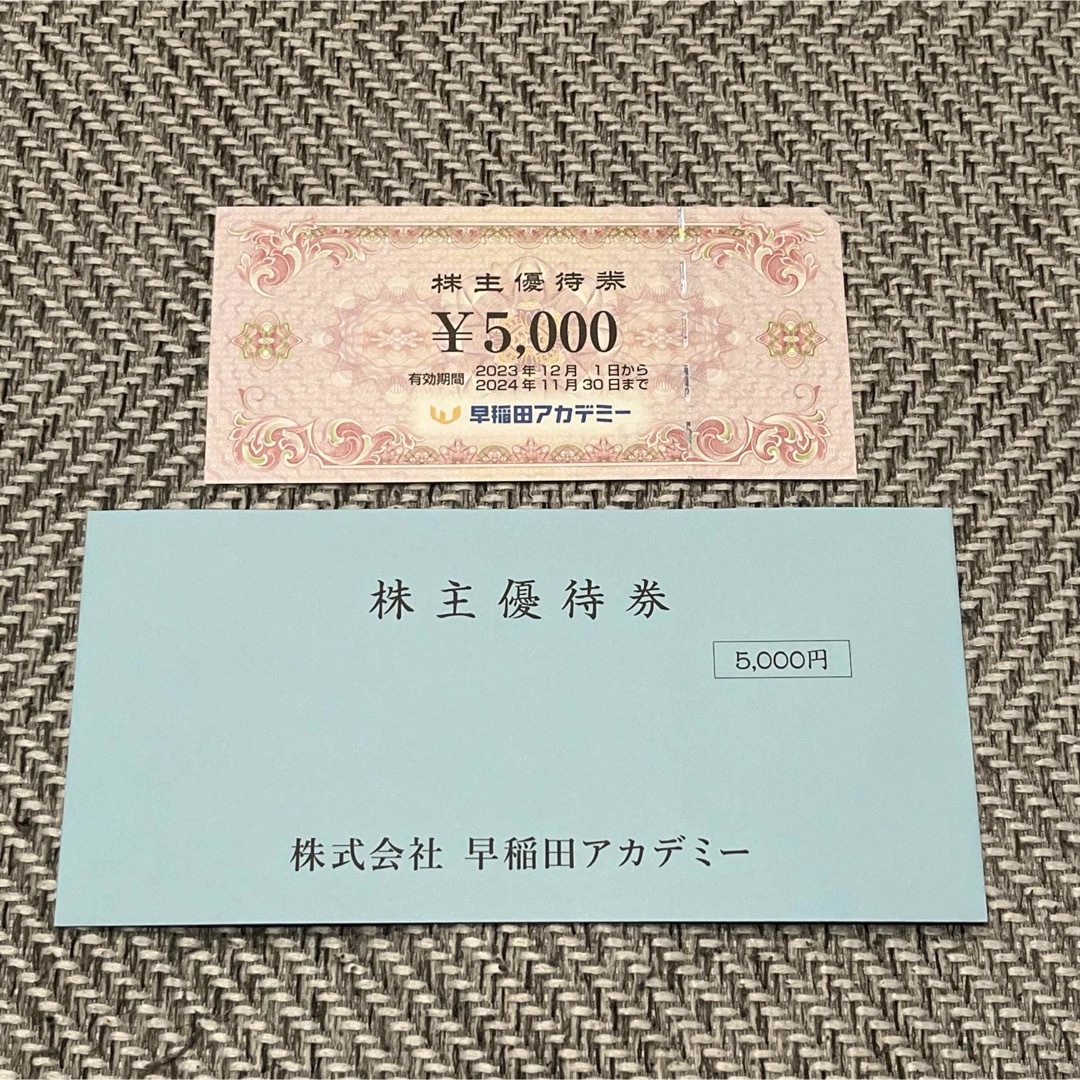 株主優待券
￥5,000
有効期間 2023年12月 1日から
2024年11月30日まで
早稲田アカデミー
株主優待券
5,000円
株式会社 早稲田アカデミー